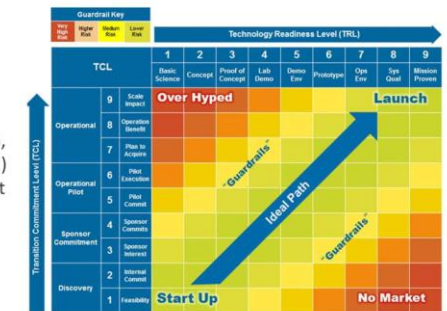 Guardrail Key
Very High Risk
Higher Risk
Medium Risk
Lower Risk
Technology Readiness Level (TRL)
TCL
1 2 3 4 5 6 7 8 9
Basic Science
Concept
Proof of Concept
Lab Demo
Demo Env
Prototype
Ops Env
Sys Qual
Mission Proven
Transition Commitment Leevl (TCL)
Operational
9 Scale Impact
8 Operation Benefit
7 Plan to Acquire
Operational Pilot
6 Pilot Execution
5 Pilot Commit
Sponsor Commitment
4 Sponsor Commits
3 Sponsor Interest
Discovery
2 Internal Commit
1 Feasibility
Over Hyped
Launch
"Guardrails"
Ideal Path
"Guardrails"
Start Up
No Market